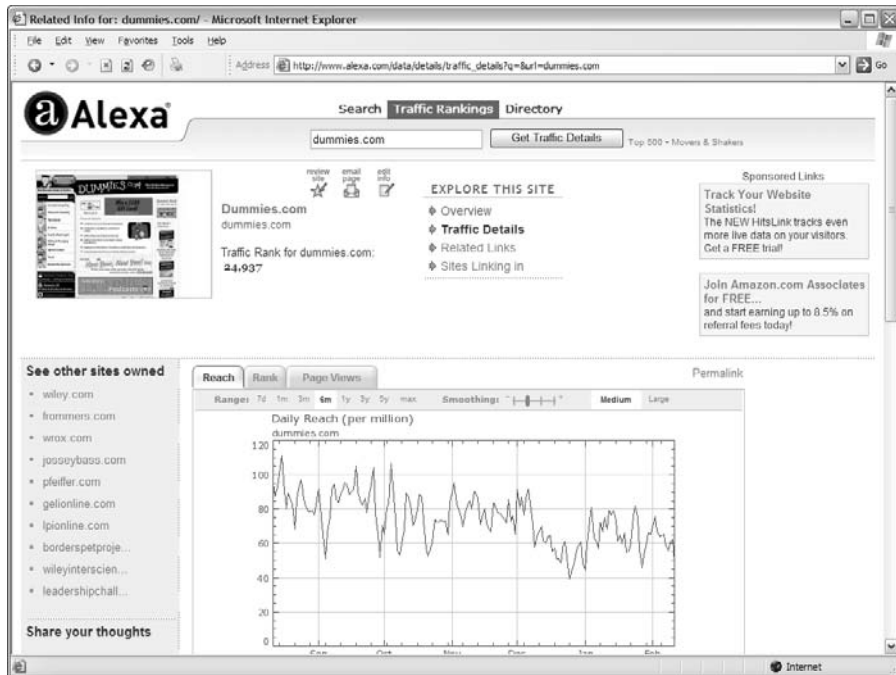 Related Info for: dummies.com/ - Microsoft Internet Explorer
File Edit View Favorites Tools Help
Address http://www.alexa.com/data/details/traffic_details?q=&url=dummies.com Go
a Alexa
Search Traffic Rankings Directory
dummies.com Get Traffic Details Top 500 • Movers & Shakers
DUMMIES.com
review site
email page
edit info
Dummies.com
dummies.com
Traffic Rank for dummies.com:
24,937
EXPLORE THIS SITE
Overview
Traffic Details
Related Links
Sites Linking in
Sponsored Links
Track Your Website Statistics!
The NEW HitsLink tracks even
more live data on your visitors.
Get a FREE trial!
Join Amazon.com Associates
for FREE...
and start earning up to 8.5% on
referral fees today!
See other sites owned
wiley.com
frommers.com
wrox.com
josseybass.com
pfeiffer.com
gelionline.com
lpionline.com
borderspetproje...
wileyinterscien...
leadershipchall...
Share your thoughts
Reach Rank Page Views
Permalink
Range: 7d 1m 3m 6m 1y 3y 5y max Smoothing: - + Medium Large
Daily Reach (per million)
dummies.com
120
100
80
60
40
20
0
Sep Oct Nov Dec Jan Feb
Internet